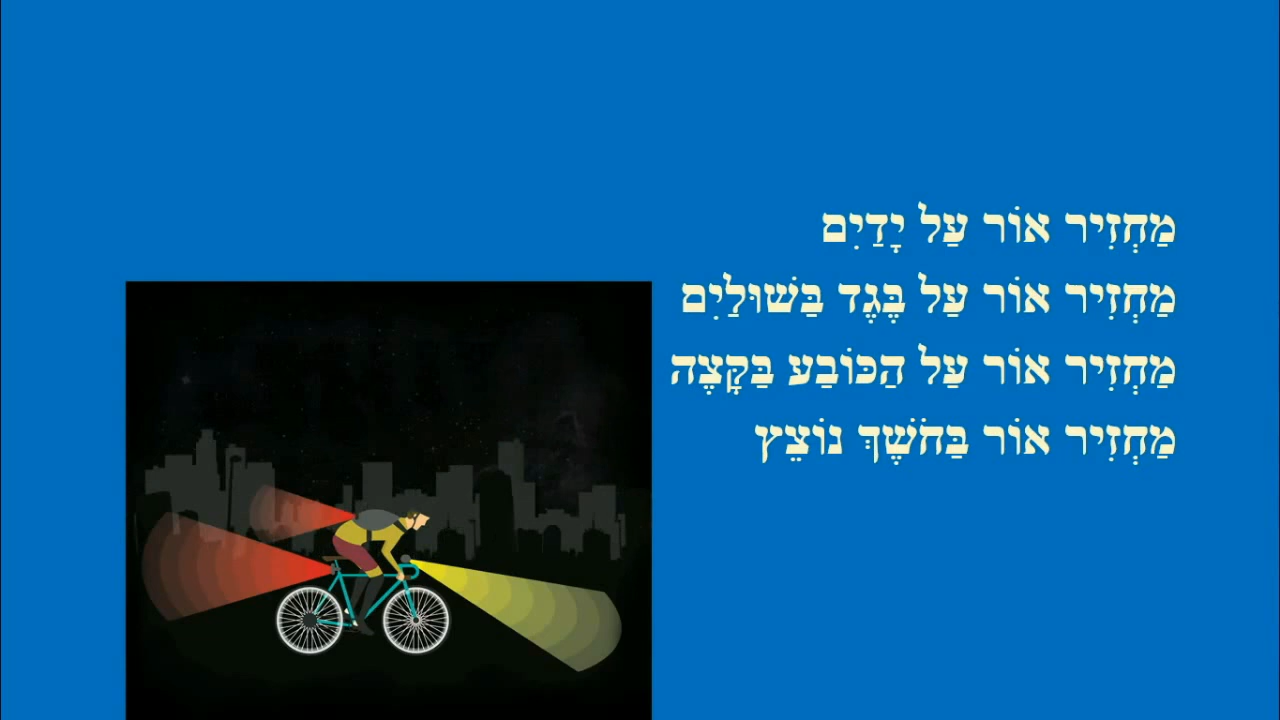 מַחְזִיר אוֹר עַל יָדַיִם
מַחְזִיר אוֹר עַל בֶּגֶד בַּשּׁוּלַיִם
מַחְזִיר אוֹר עַל הַכּוֹבַע בַּקָּצֶה
מַחְזִיר אוֹר בַּחֹשֶׁךְ נוֹצֵץ